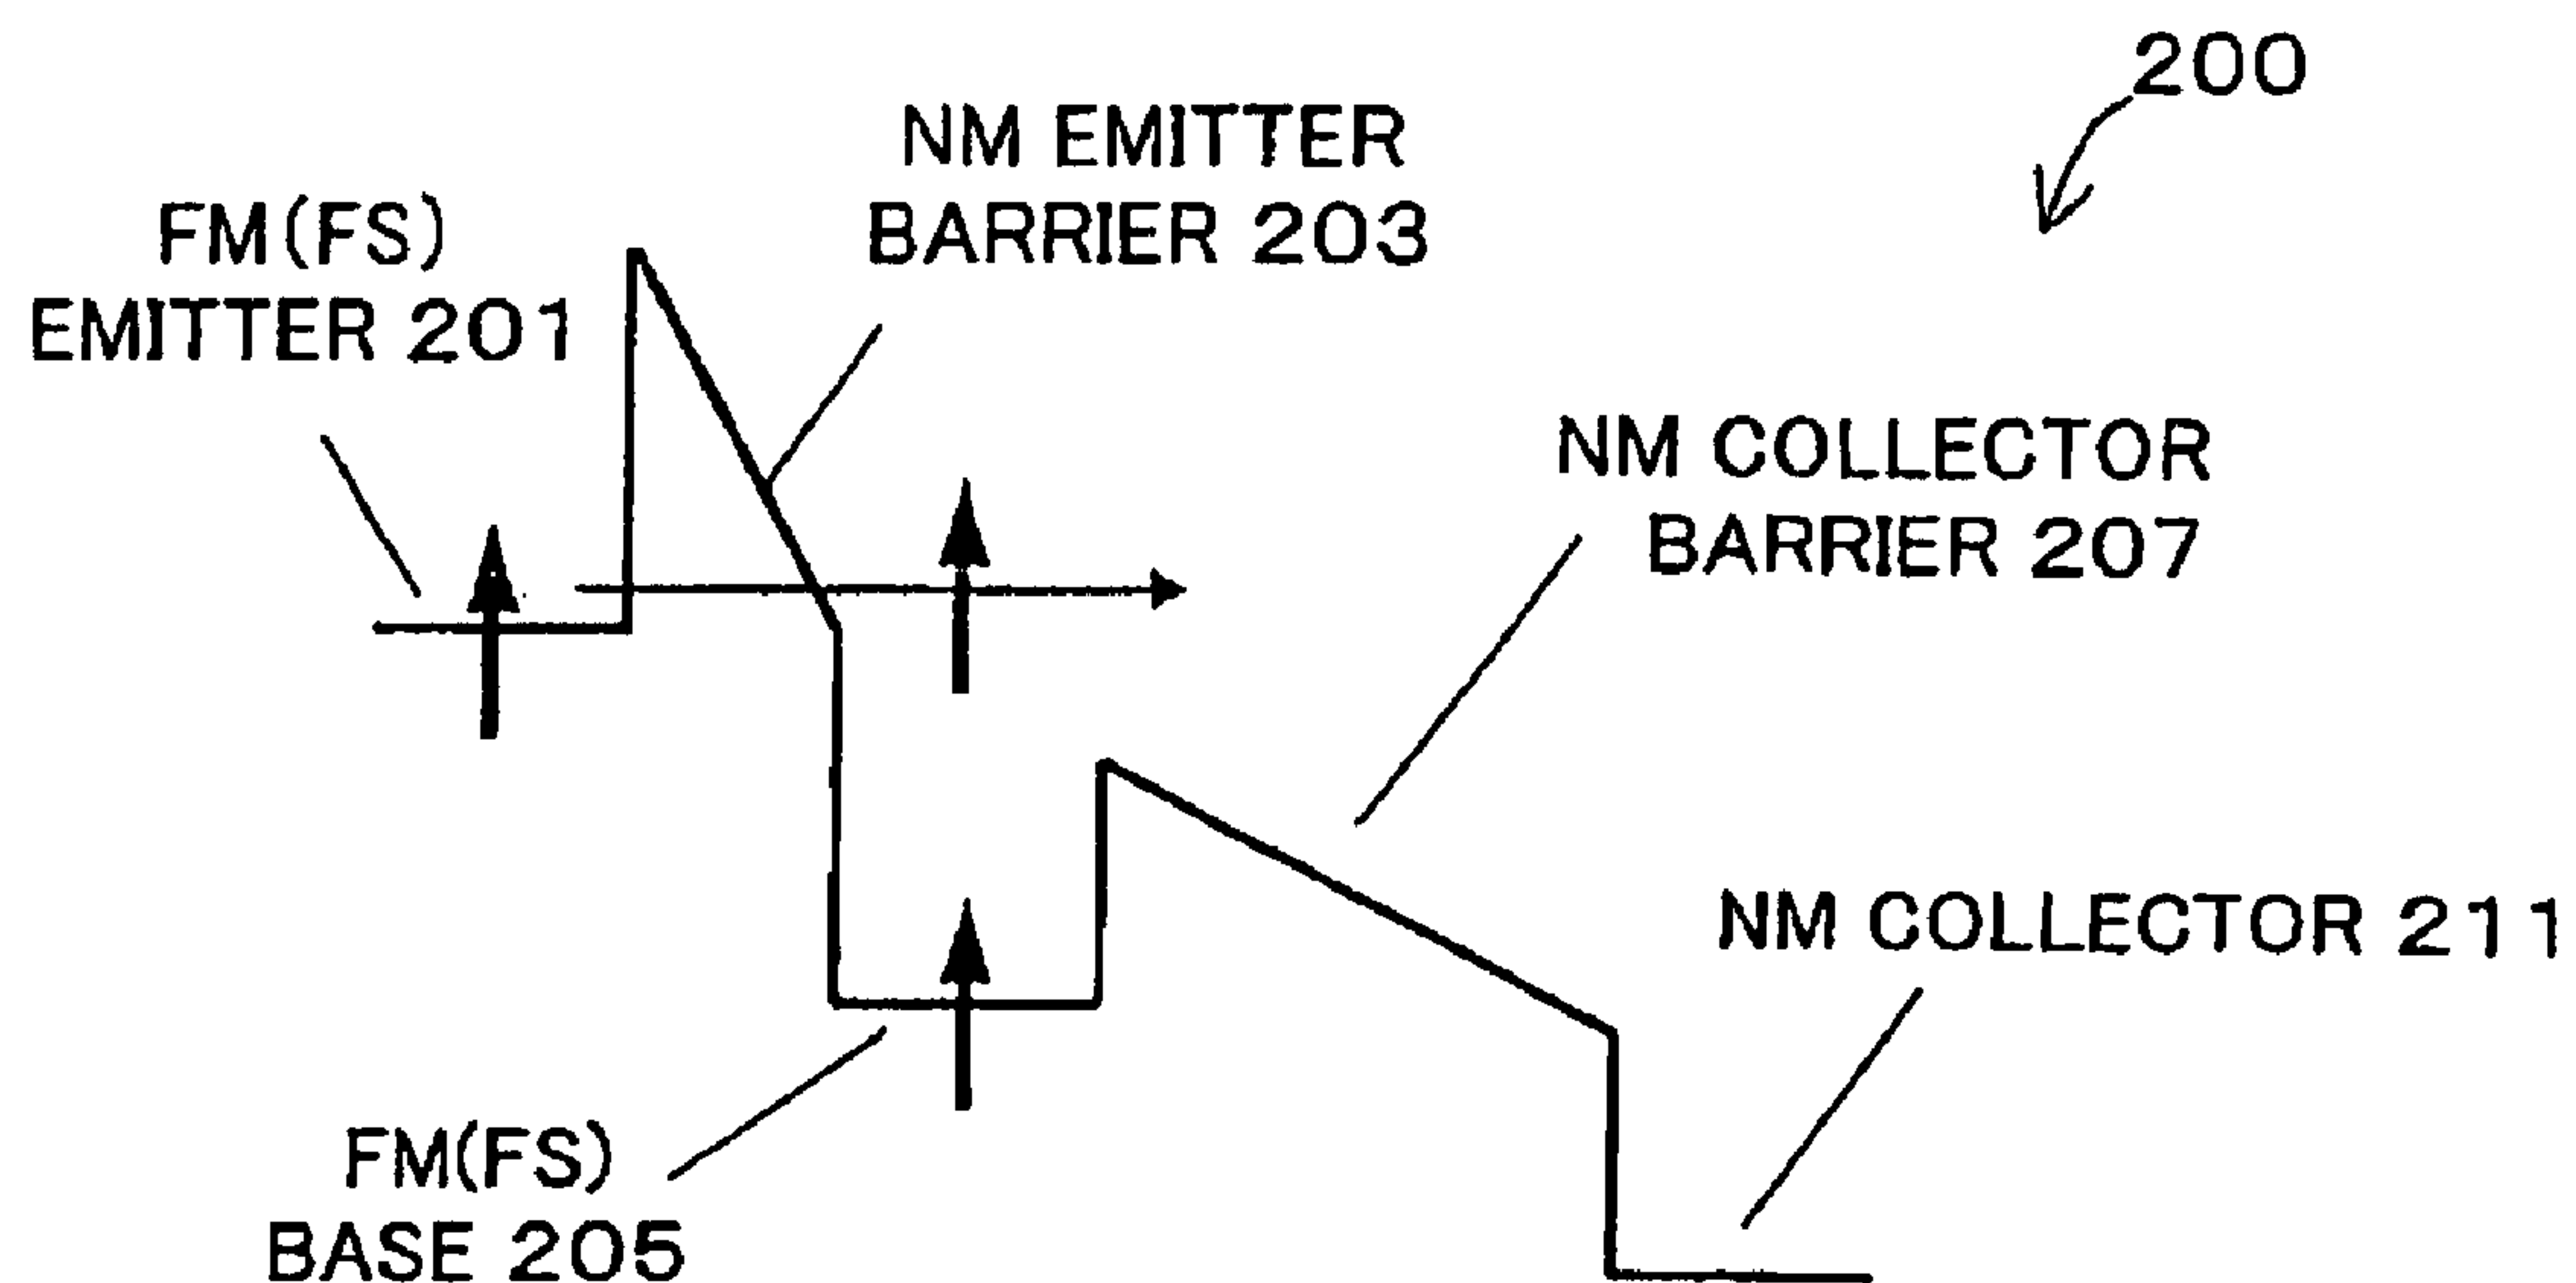 200
NM EMITTER
BARRIER 203
FM(FS)
EMITTER 201
NM COLLECTOR
BARRIER 207
NM COLLECTOR 211
FM(FS)
BASE 205